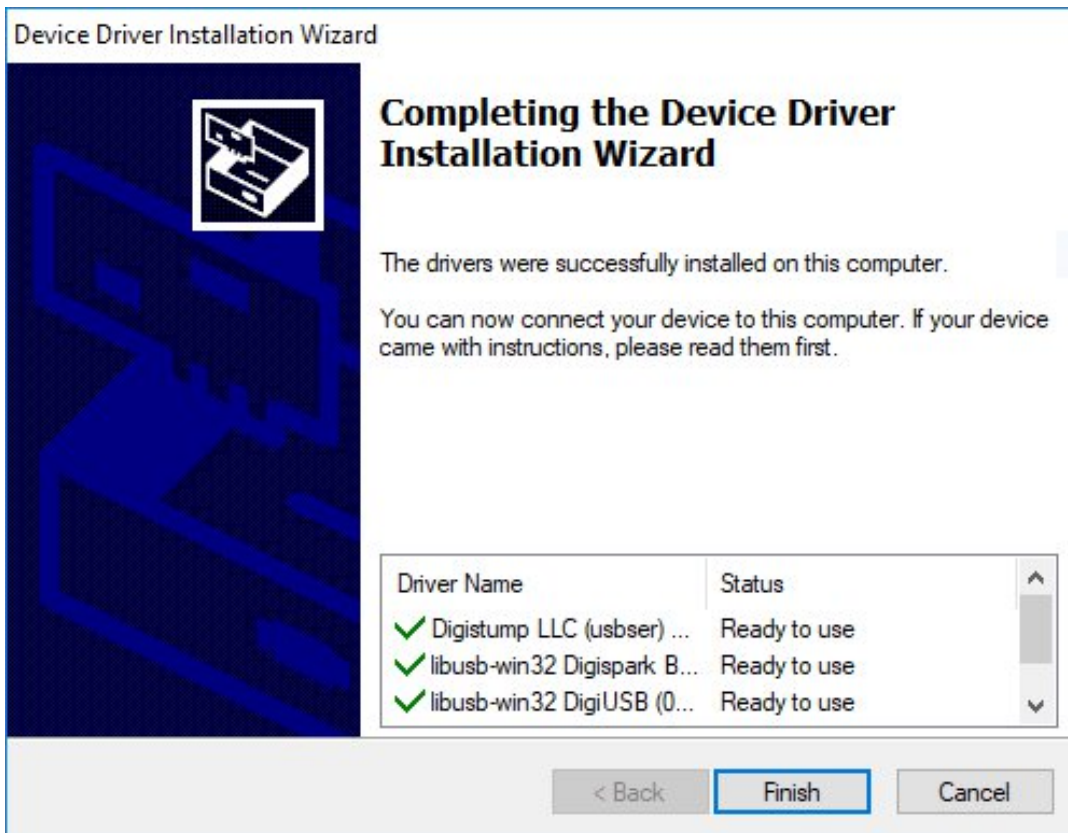 Device Driver Installation Wizard
Completing the Device Driver
Installation Wizard
The drivers were successfully installed on this computer.
You can now connect your device to this computer. If your device
came with instructions, please read them first.
Driver Name Status
Digistump LLC (usbser) ... Ready to use
libusb-win32 Digispark B... Ready to use
libusb-win32 DigiUSB (0... Ready to use
< Back Finish Cancel